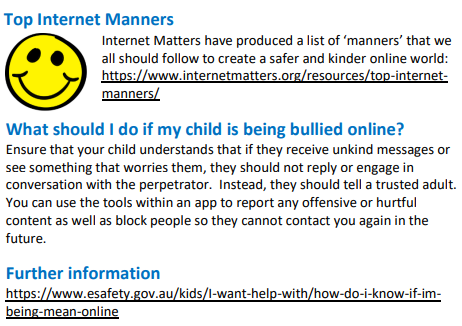 Top Internet Manners
Internet Matters have produced a list of ‘manners’ that we
all should follow to create a safer and kinder online world:
https://www.internetmatters.org/resources/top-internet-
manners/
What should I do if my child is being bullied online?
Ensure that your child understands that if they receive unkind messages or
see something that worries them, they should not reply or engage in
conversation with the perpetrator.  Instead, they should tell a trusted adult.
You can use the tools within an app to report any offensive or hurtful
content as well as block people so they cannot contact you again in the
future.
Further information
https://www.esafety.gov.au/kids/I-want-help-with/how-do-i-know-if-im-
being-mean-online